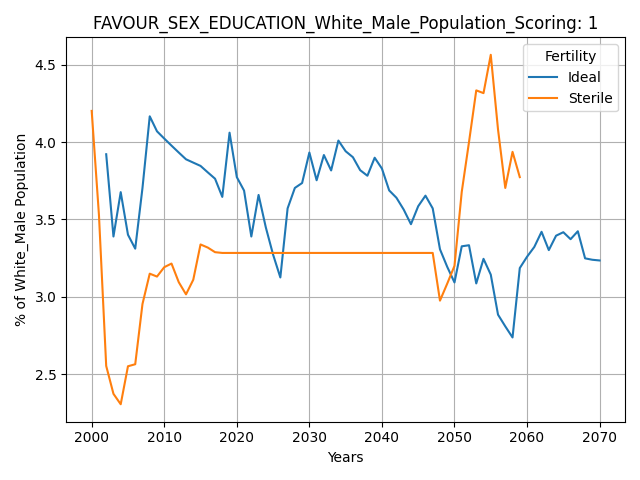 FAVOUR_SEX_EDUCATION_White_Male_Population_Scoring: 1
Fertility
Ideal
Sterile
% of White_Male Population
4.5
4.0
3.5
3.0
2.5
2000 2010 2020 2030 2040 2050 2060 2070
Years